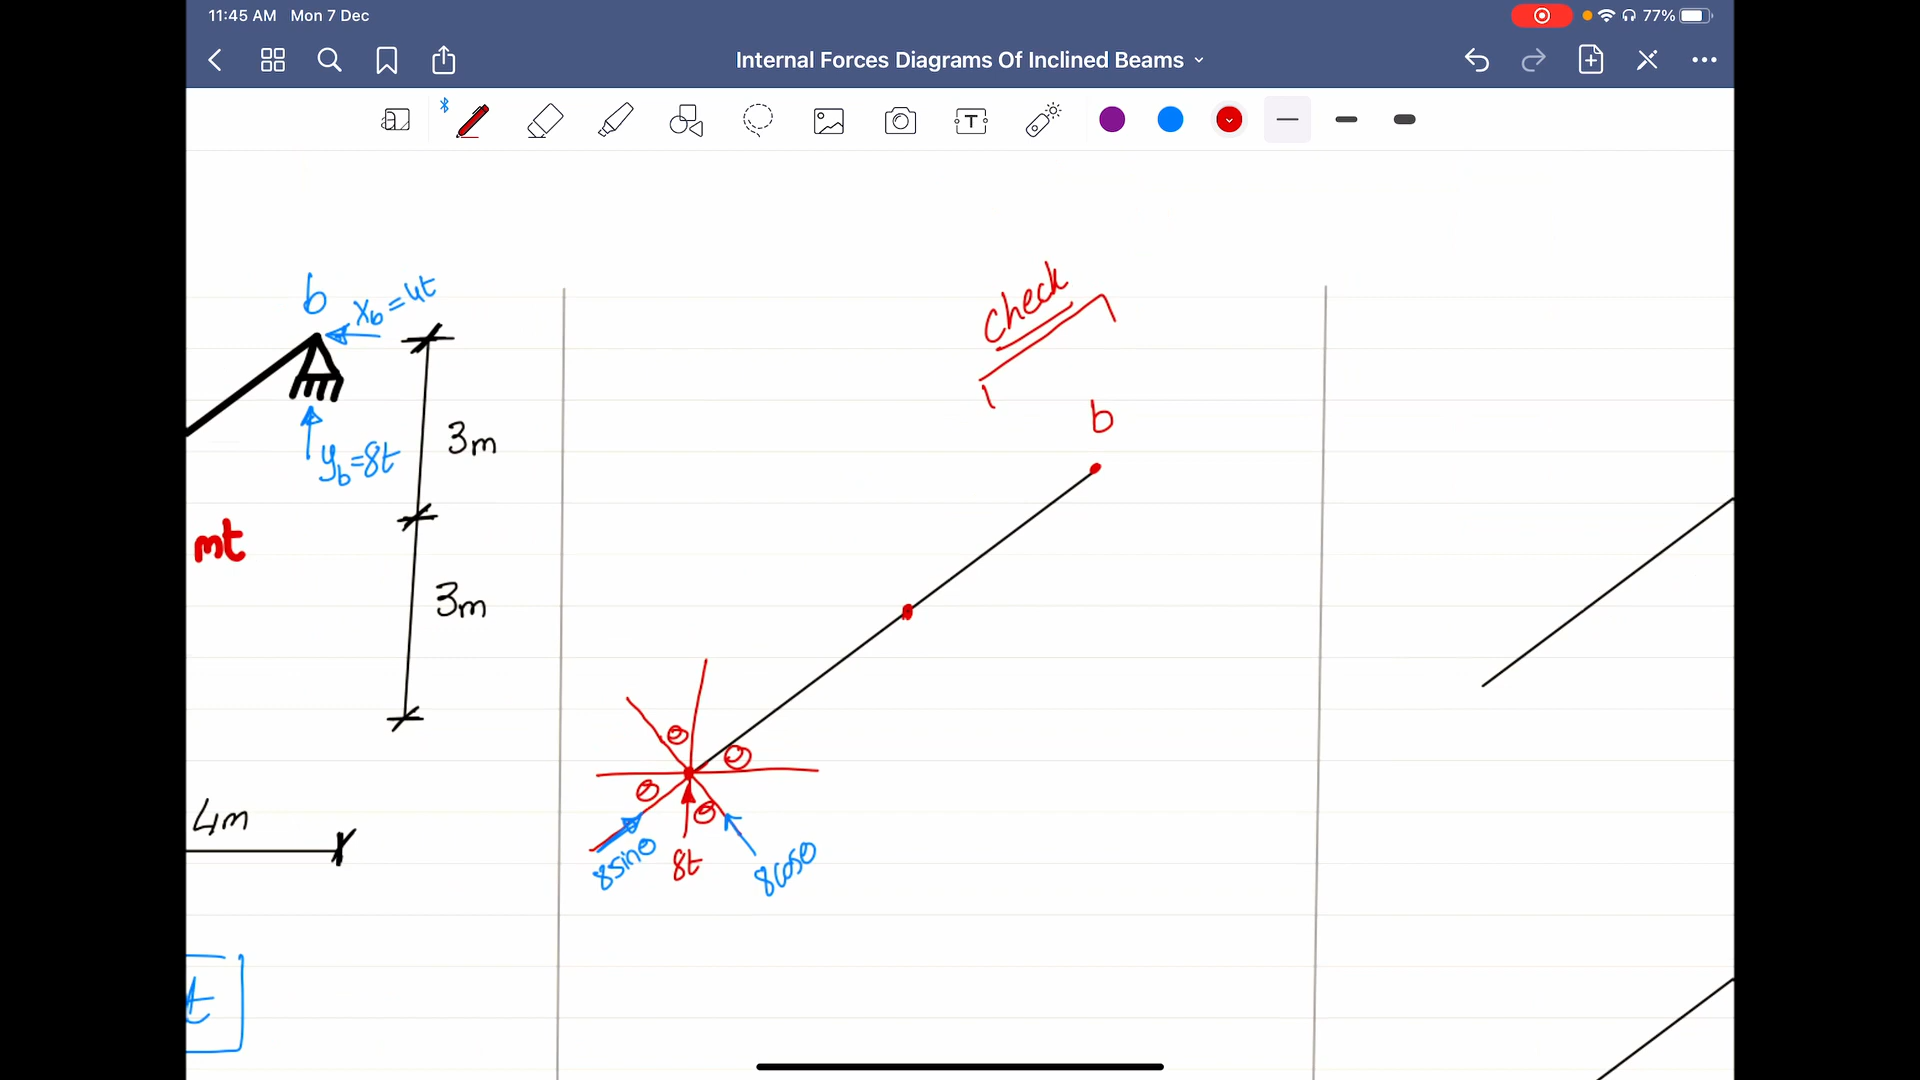 11:45 AM Mon 7 Dec
77%
Internal Forces Diagrams Of Inclined Beams
T
b
Xb = 4t
yb=8t
3m
mt
3m
4m
t
check
b
θ
θ
θ
θ
8sinθ
8t
8cosθ